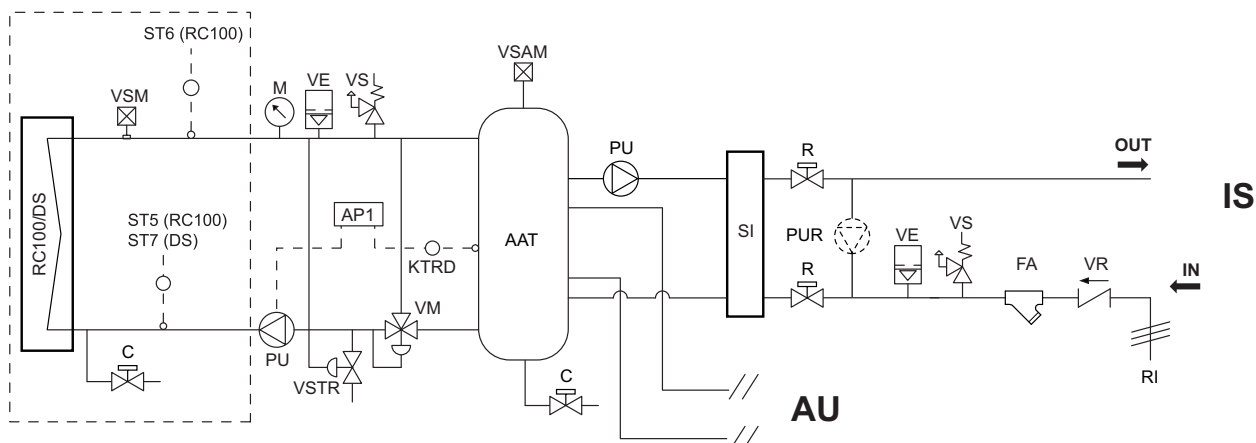 ST6 (RC100)
VSAM
VSM
M
VE
VS
PU
R
OUT
IS
RC100/DS
ST5 (RC100)
ST7 (DS)
AP1
KTRD
AAT
SI
PUR
VE
VS
FA
VR
IN
R
VM
PU
VSTR
C
C
AU
RI